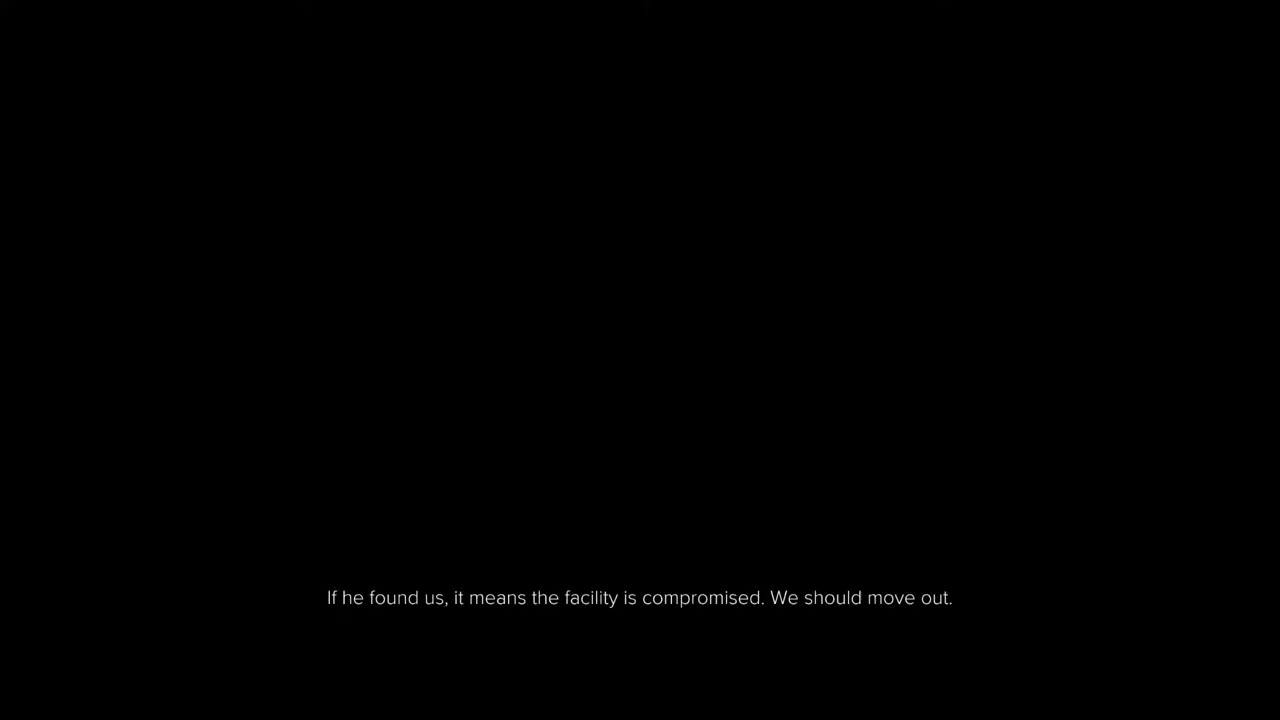 If he found us, it means the facility is compromised. We should move out.